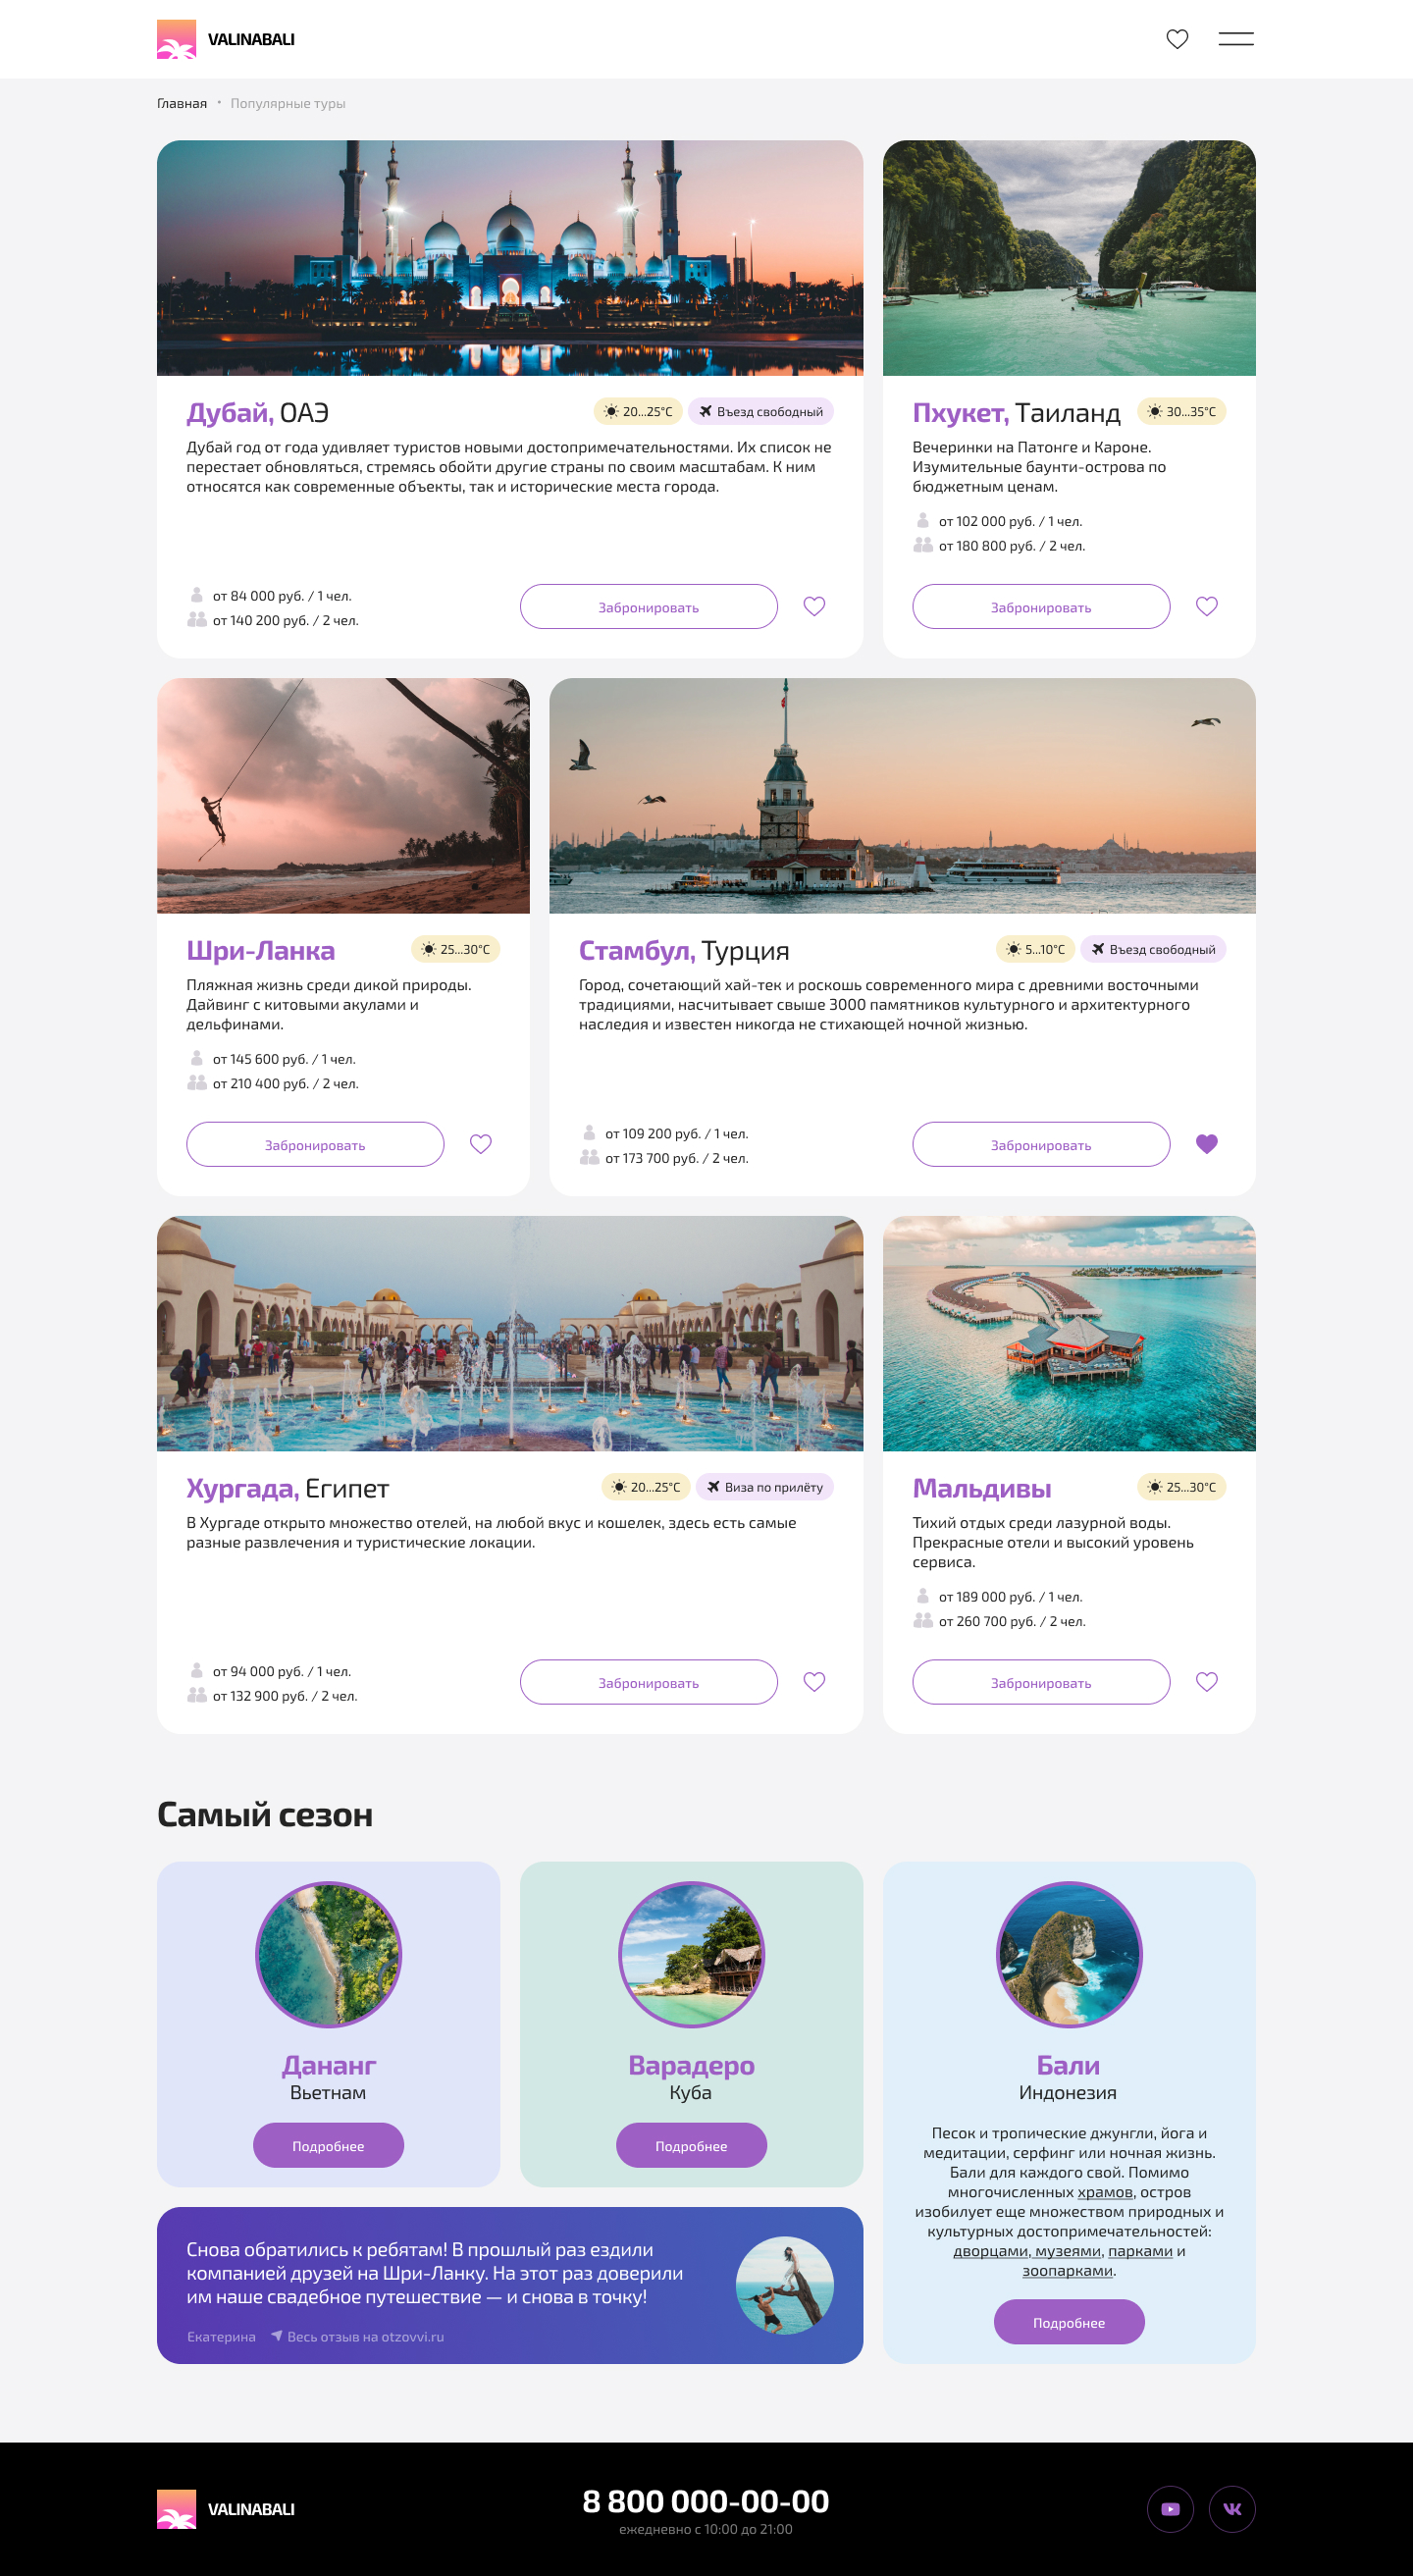 VALINABALI
Главная • Популярные туры
Дубай, ОАЭ
20...25°C
Въезд свободный
Дубай год от года удивляет туристов новыми достопримечательностями. Их список не
перестает обновляться, стремясь обойти другие страны по своим масштабам. К ним
относятся как современные объекты, так и исторические места города.
от 84 000 руб. / 1 чел.
от 140 200 руб. / 2 чел.
Забронировать
Пхукет, Таиланд
30...35°C
Вечеринки на Патонге и Кароне.
Изумительные баунти-острова по
бюджетным ценам.
от 102 000 руб. / 1 чел.
от 180 800 руб. / 2 чел.
Забронировать
Шри-Ланка
25...30°C
Пляжная жизнь среди дикой природы.
Дайвинг с китовыми акулами и
дельфинами.
от 145 600 руб. / 1 чел.
от 210 400 руб. / 2 чел.
Забронировать
Стамбул, Турция
5...10°C
Въезд свободный
Город, сочетающий хай-тек и роскошь современного мира с древними восточными
традициями, насчитывает свыше 3000 памятников культурного и архитектурного
наследия и известен никогда не стихающей ночной жизнью.
от 109 200 руб. / 1 чел.
от 173 700 руб. / 2 чел.
Забронировать
Хургада, Египет
20...25°C
Виза по прилёту
В Хургаде открыто множество отелей, на любой вкус и кошелек, здесь есть самые
разные развлечения и туристические локации.
от 94 000 руб. / 1 чел.
от 132 900 руб. / 2 чел.
Забронировать
Мальдивы
25...30°C
Тихий отдых среди лазурной воды.
Прекрасные отели и высокий уровень
сервиса.
от 189 000 руб. / 1 чел.
от 260 700 руб. / 2 чел.
Забронировать
Самый сезон
Дананг
Вьетнам
Подробнее
Варадеро
Куба
Подробнее
Бали
Индонезия
Песок и тропические джунгли, йога и
медитации, серфинг или ночная жизнь.
Бали для каждого свой. Помимо
многочисленных храмов, остров
изобилует еще множеством природных и
культурных достопримечательностей:
дворцами, музеями, парками и
зоопарками.
Подробнее
Снова обратились к ребятам! В прошлый раз ездили
компанией друзей на Шри-Ланку. На этот раз доверили
им наше свадебное путешествие — и снова в точку!
Екатерина
Весь отзыв на otzovvi.ru
VALINABALI
8 800 000-00-00
ежедневно с 10:00 до 21:00